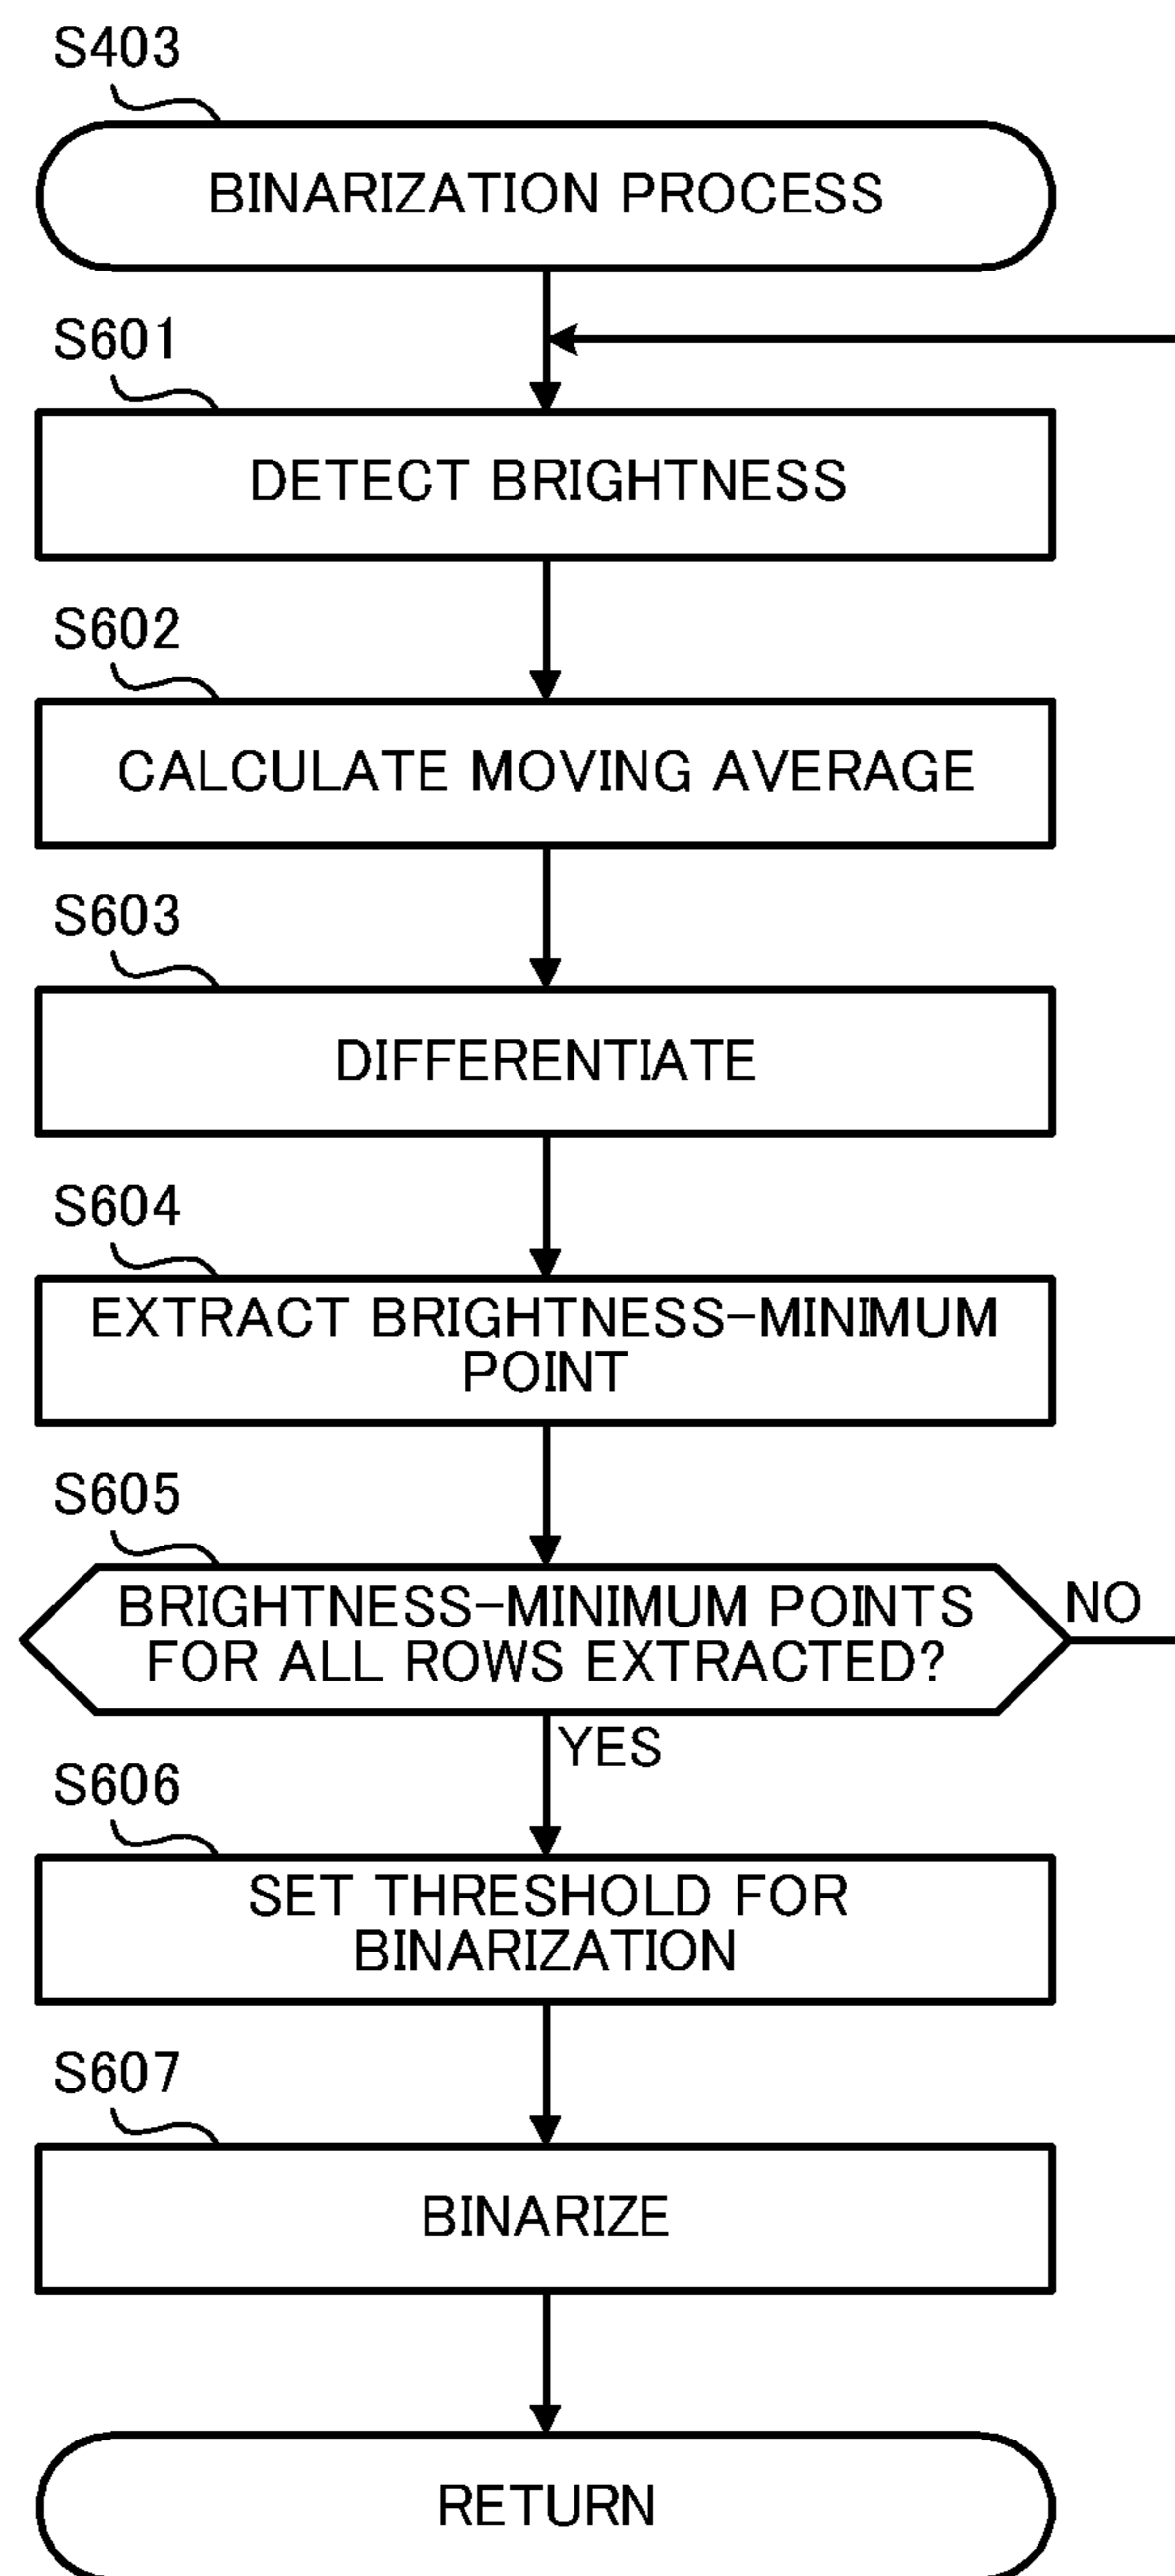 S403
BINARIZATION PROCESS
S601
DETECT BRIGHTNESS
S602
CALCULATE MOVING AVERAGE
S603
DIFFERENTIATE
S604
EXTRACT BRIGHTNESS-MINIMUM
POINT
S605
BRIGHTNESS-MINIMUM POINTS
FOR ALL ROWS EXTRACTED?
NO
YES
S606
SET THRESHOLD FOR
BINARIZATION
S607
BINARIZE
RETURN